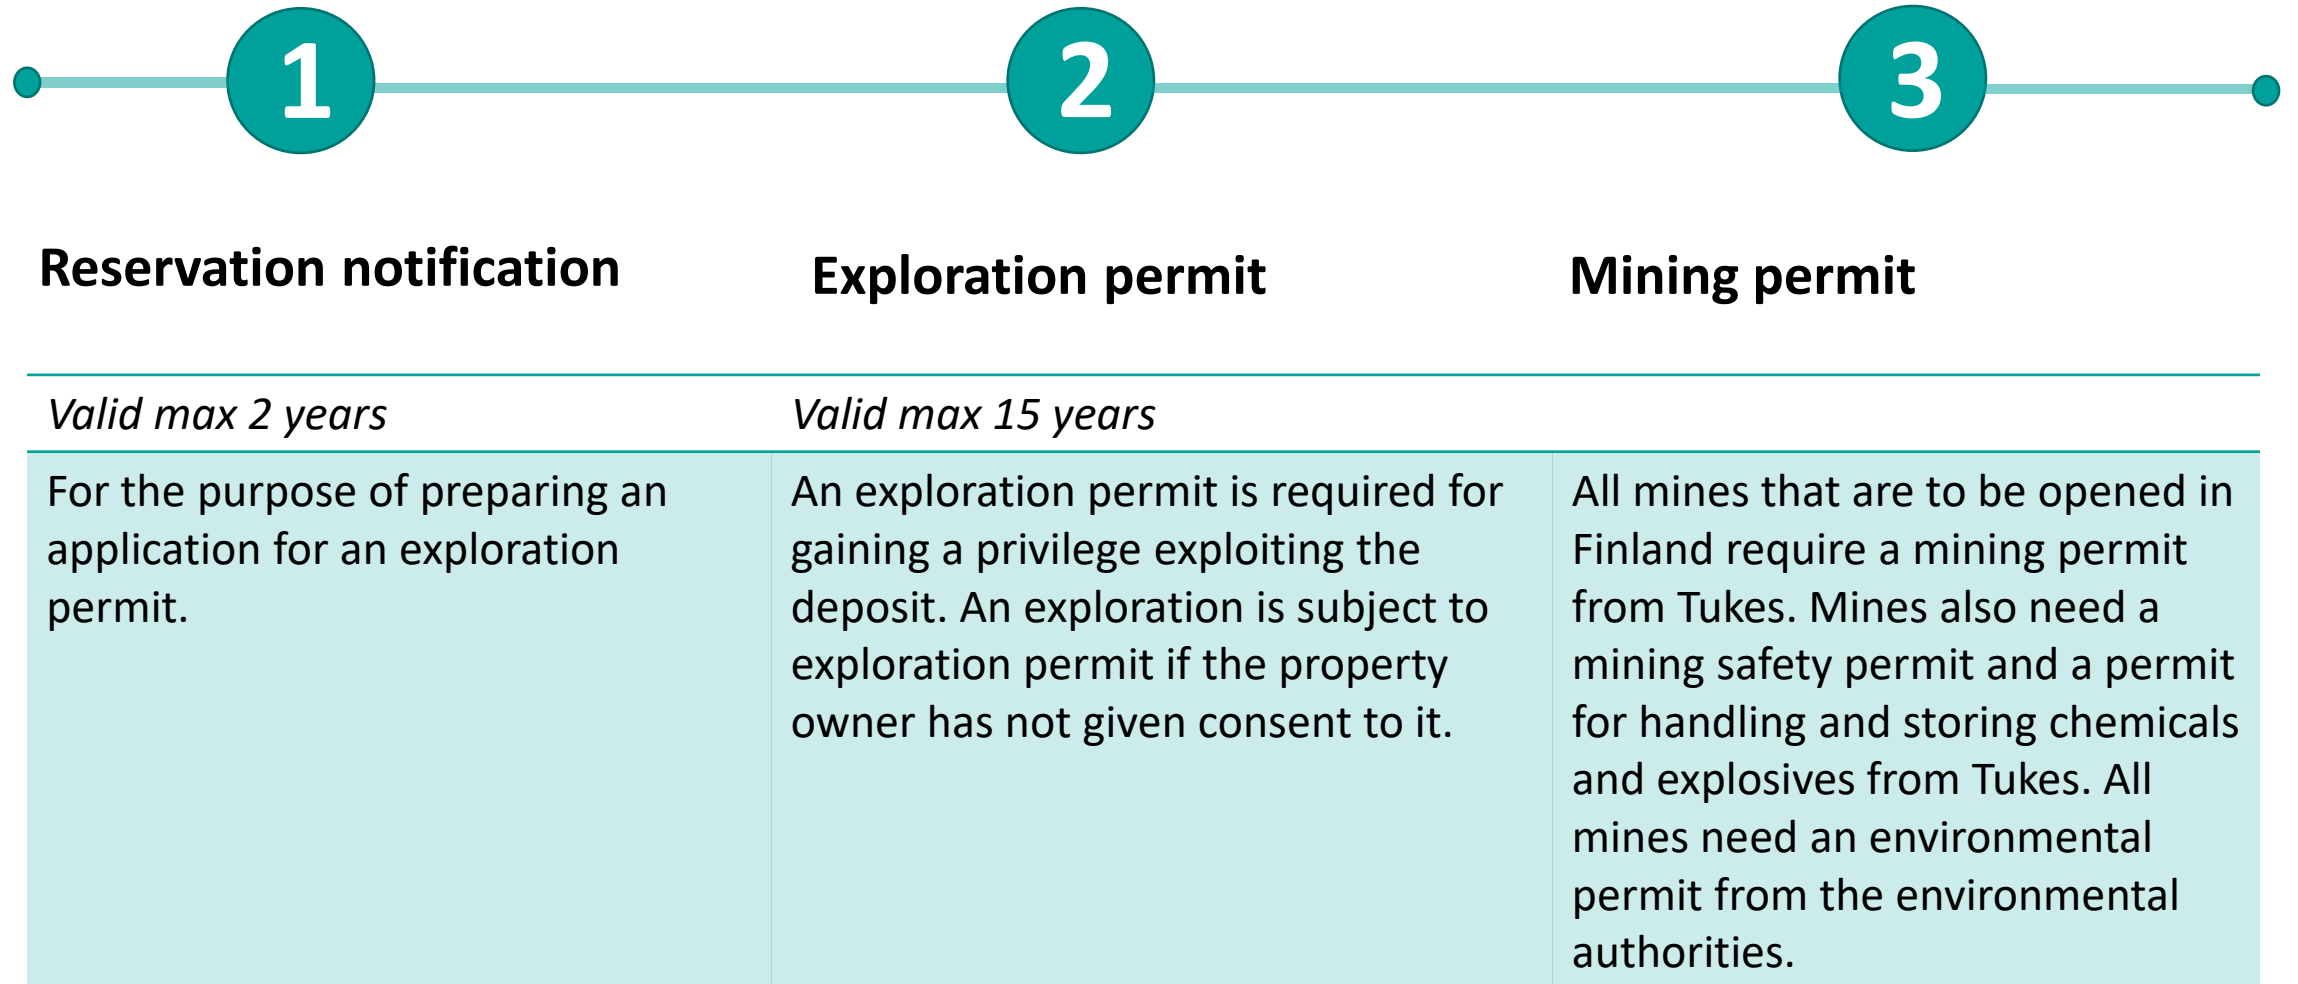 1
2
3
Reservation notification
Exploration permit
Mining permit
Valid max 2 years
Valid max 15 years
For the purpose of preparing an
application for an exploration
permit.
An exploration permit is required for
gaining a privilege exploiting the
deposit. An exploration is subject to
exploration permit if the property
owner has not given consent to it.
All mines that are to be opened in
Finland require a mining permit
from Tukes. Mines also need a
mining safety permit and a permit
for handling and storing chemicals
and explosives from Tukes. All
mines need an environmental
permit from the environmental
authorities.